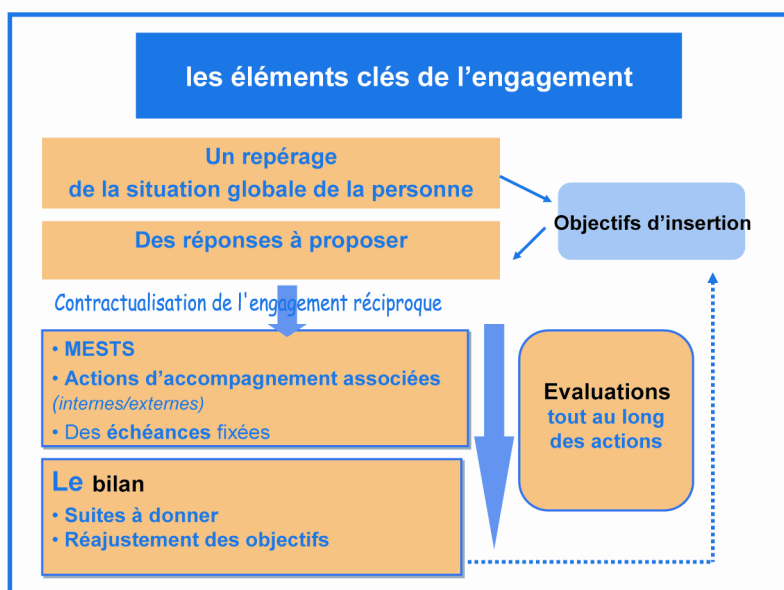 les éléments clés de l'engagement
Un repérage
de la situation globale de la personne
Objectifs d'insertion
Des réponses à proposer
Contractualisation de l'engagement réciproque
• MESTS
• Actions d'accompagnement associées
(internes/externes)
• Des échéances fixées
Evaluations
tout au long
des actions
Le bilan
• Suites à donner
• Réajustement des objectifs